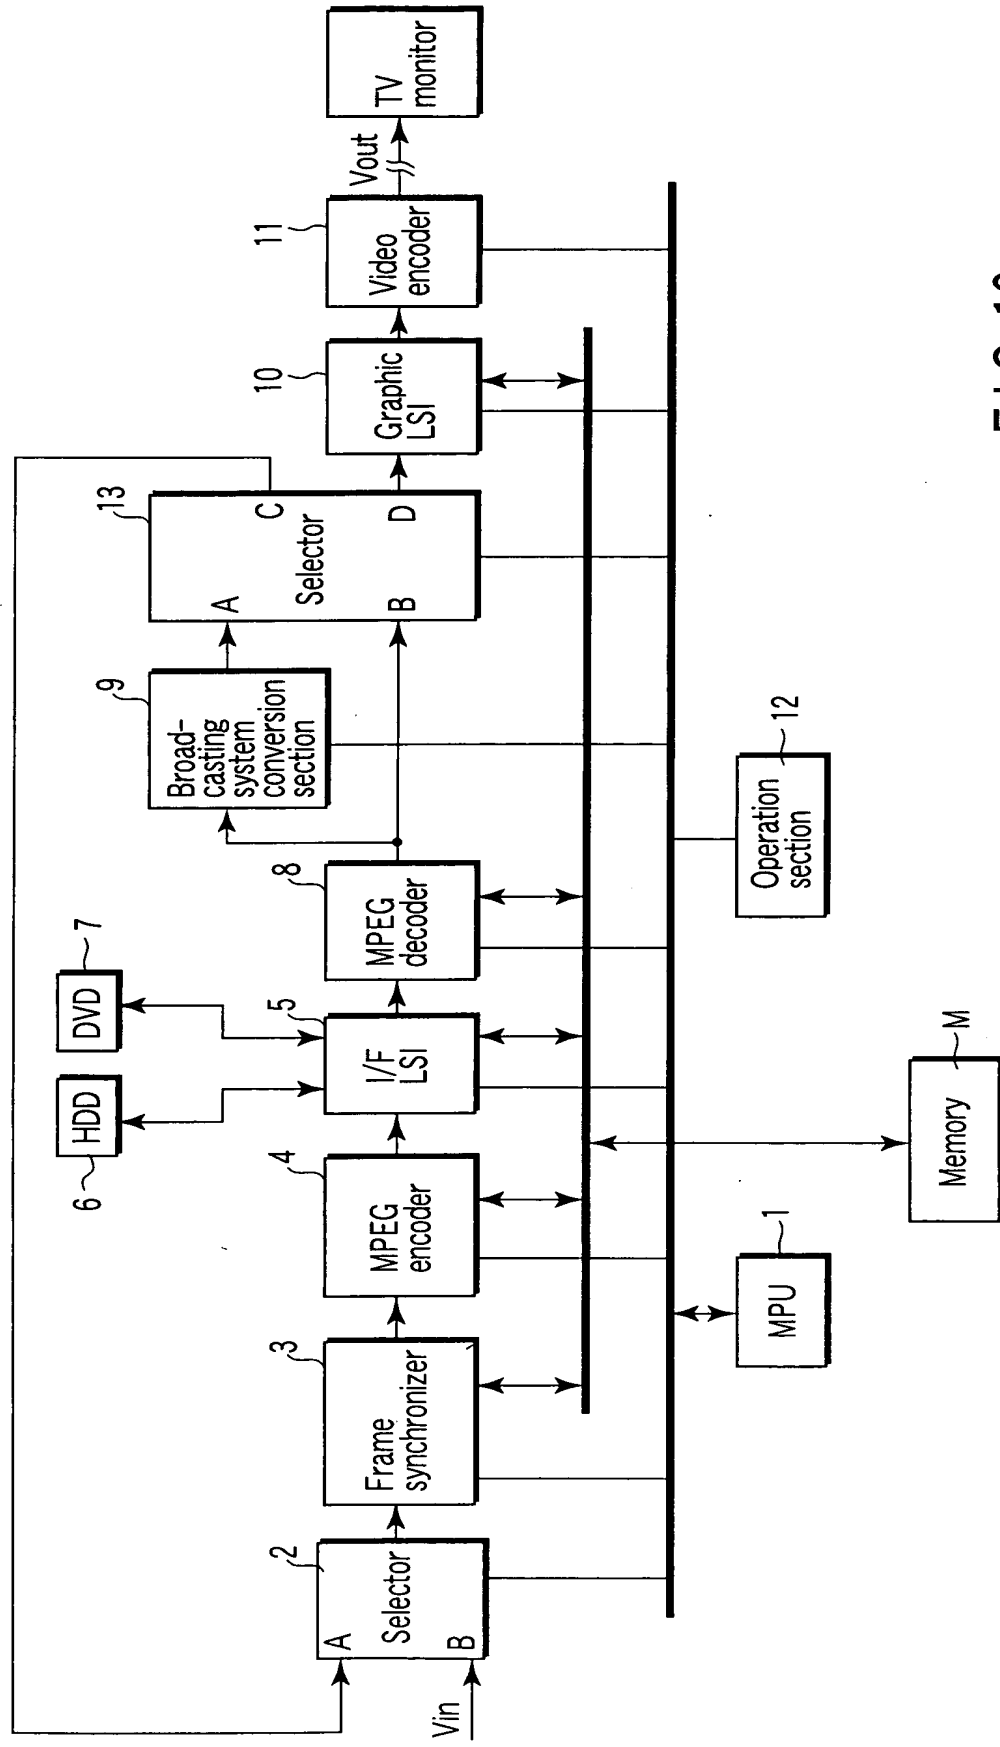 6
HDD
DVD
7
9
Broad-
casting
system
conversion
section
13
A
C
Selector
B
D
2
A
Selector
B
Vin
3
Frame
synchronizer
4
MPEG
encoder
5
I/F
LSI
8
MPEG
decoder
10
Graphic
LSI
11
Video
encoder
Vout
TV
monitor
1
MPU
12
Operation
section
M
Memory